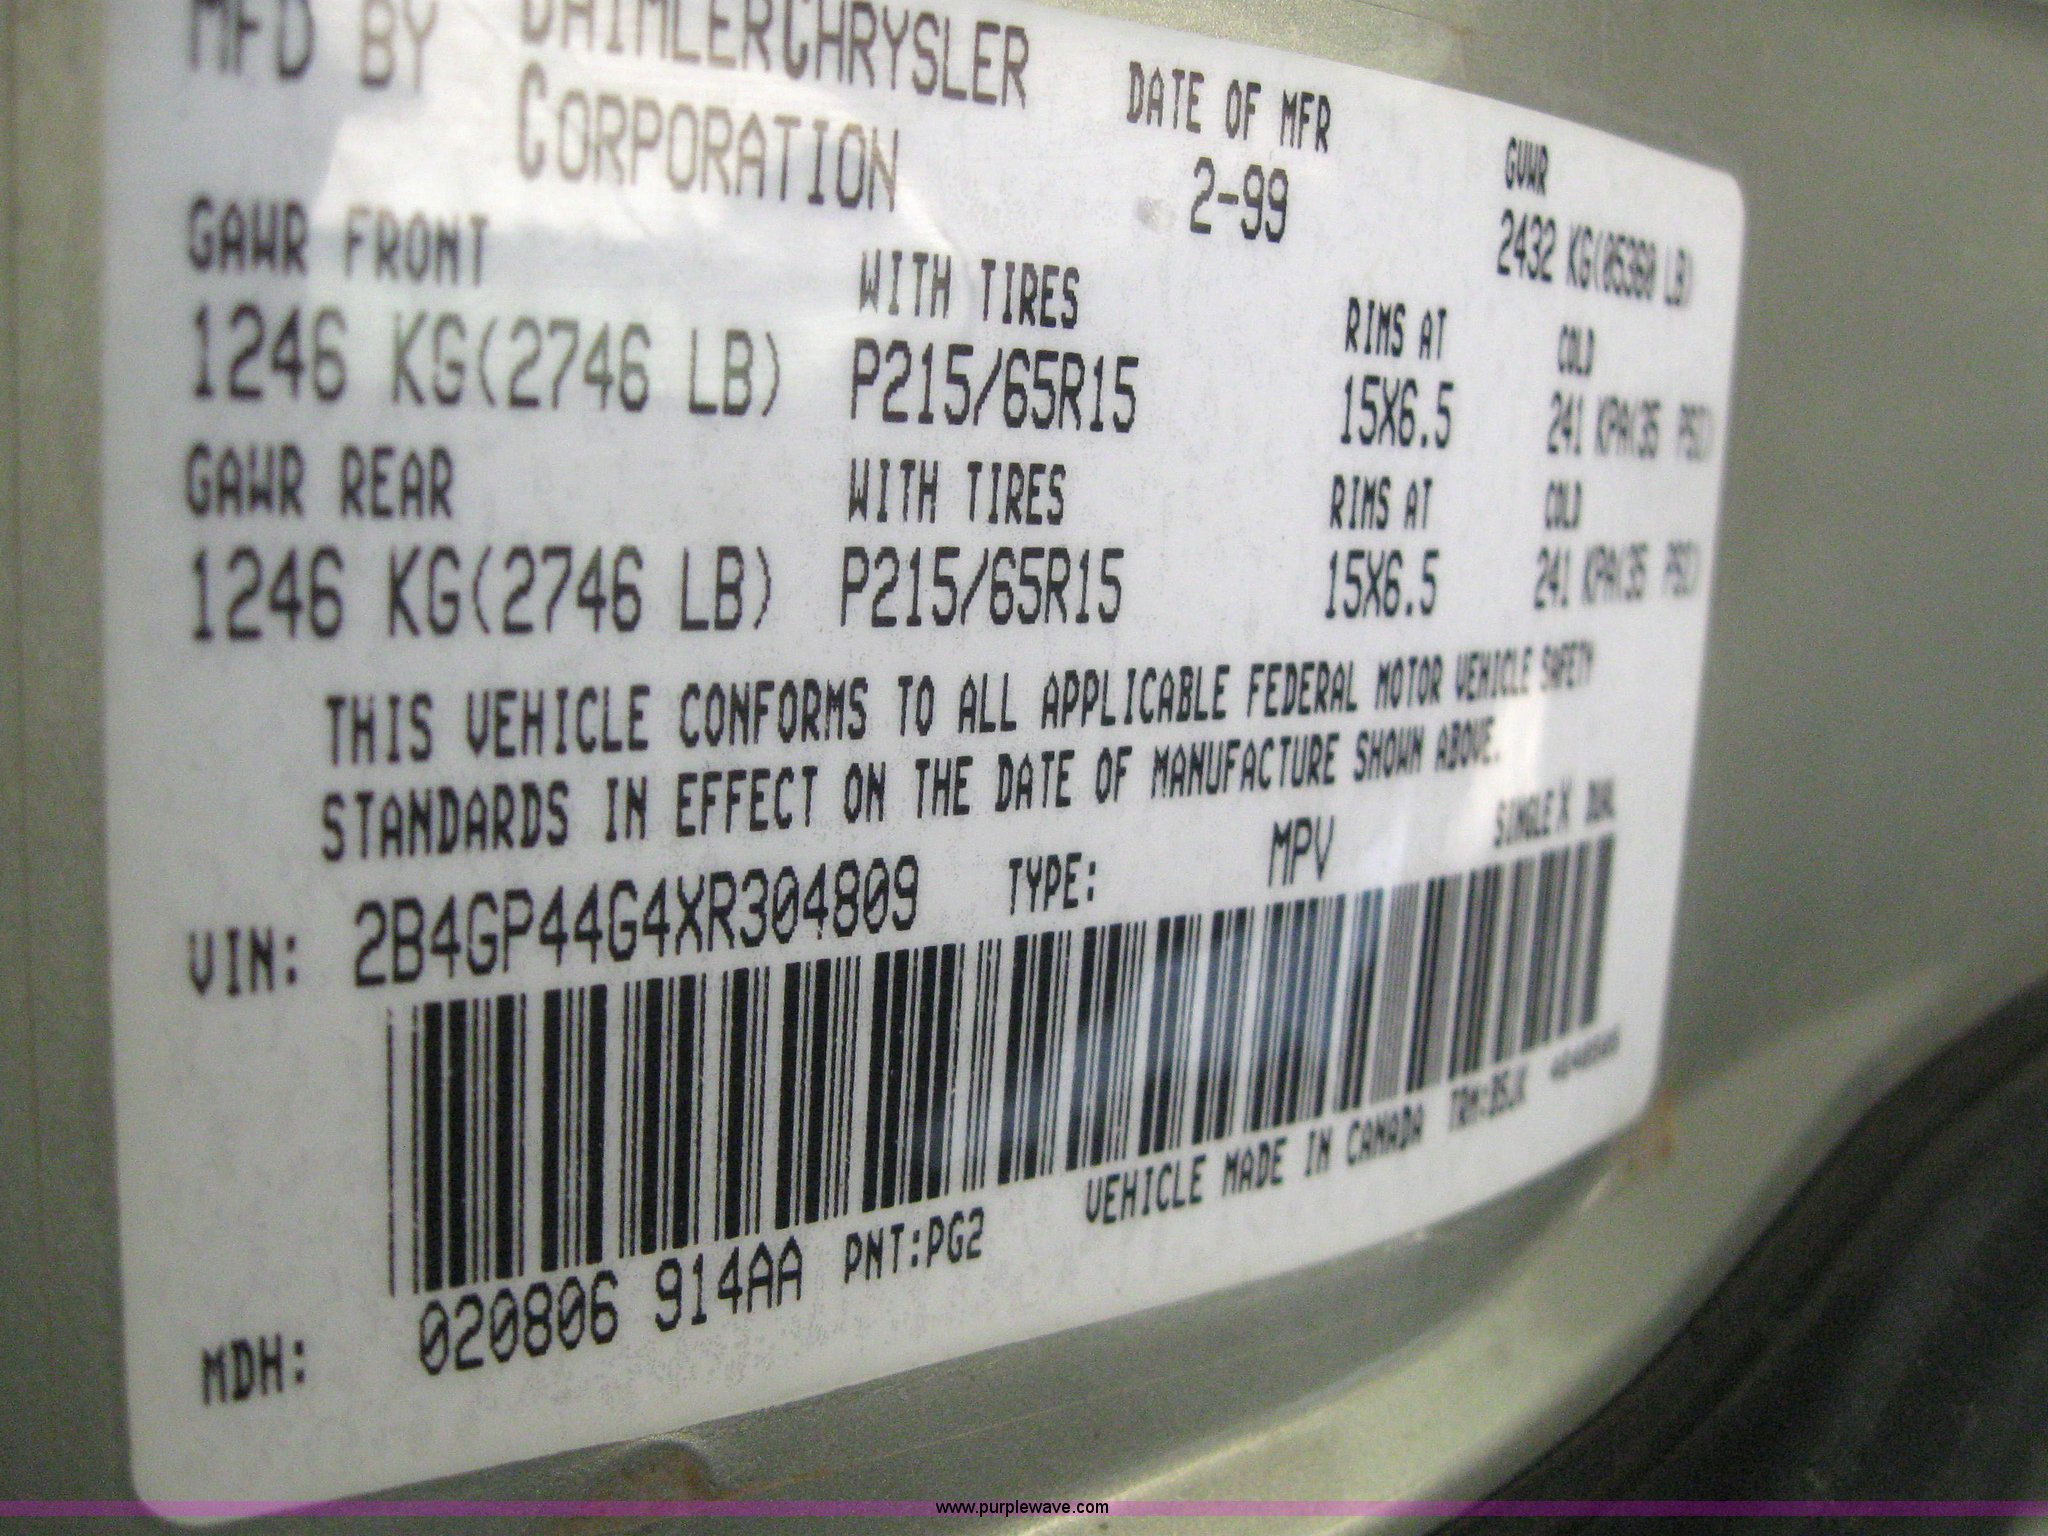 MFD BY DAIMLERCHRYSLER CORPORATION
DATE OF MFR
2-99
GVWR
2432 KG(05360 LB)
GAWR FRONT WITH TIRES RIMS AT COLD
1246 KG(2746 LB) P215/65R15 15X6.5 241 KPA(35 PSI)
GAWR REAR WITH TIRES RIMS AT COLD
1246 KG(2746 LB) P215/65R15 15X6.5 241 KPA(35 PSI)
THIS VEHICLE CONFORMS TO ALL APPLICABLE FEDERAL MOTOR VEHICLE SAFETY
STANDARDS IN EFFECT ON THE DATE OF MANUFACTURE SHOWN ABOVE.
VIN: 2B4GP44G4XR304809 TYPE: MPV SINGLE X DUAL
VEHICLE MADE IN CANADA
MDH: 020806 914AA PNT:PG2
www.purplewave.com